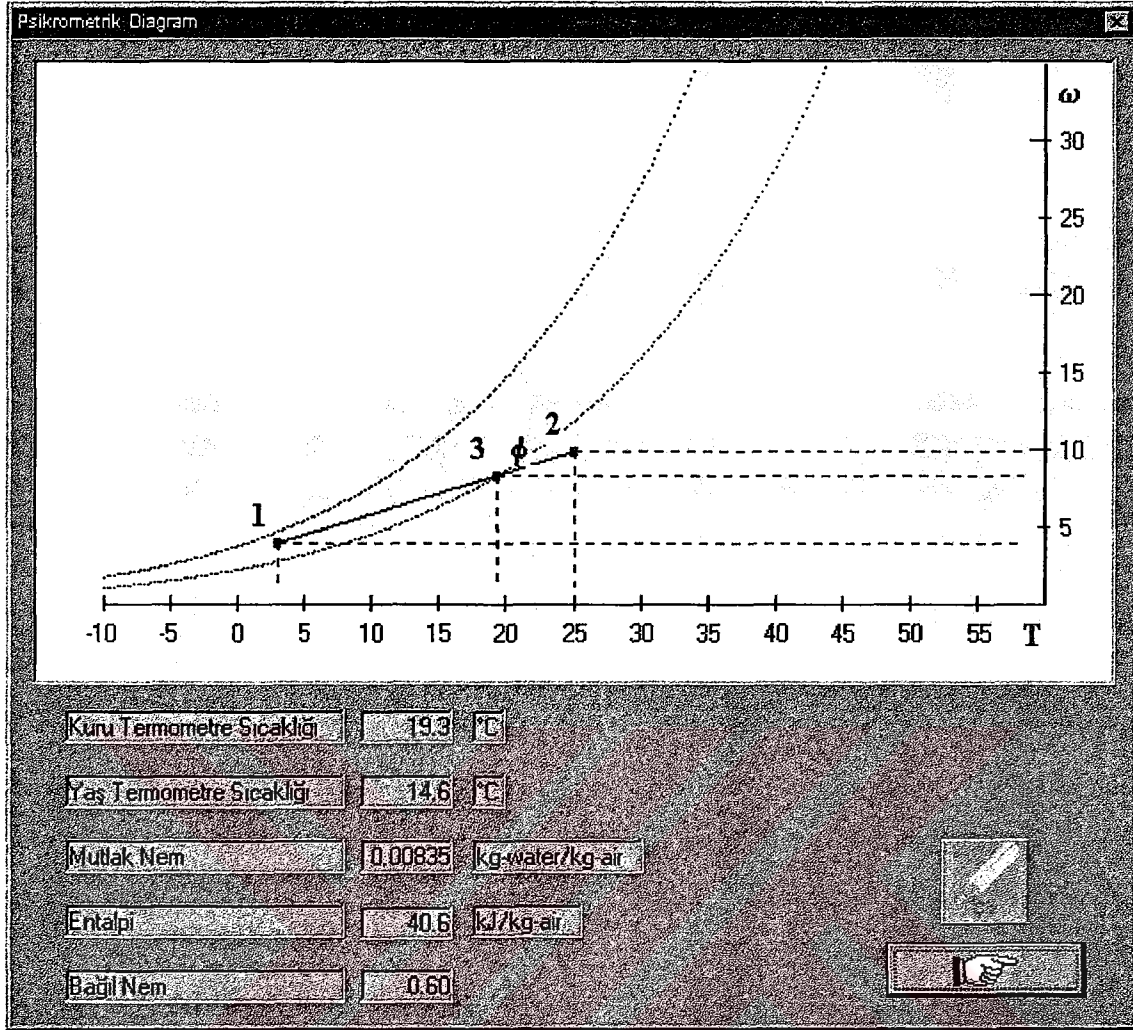 Psikrometrik Diagram
ω
30
25
20
15
10
5
2
3 ϕ
1
-10 -5 0 5 10 15 20 25 30 35 40 45 50 55 T
Kuru Termometre Sıcaklığı 19.3 °C
Yaş Termometre Sıcaklığı 14.6 °C
Mutlak Nem 0.00835 kg-water/kg-air
Entalpi 40.6 kJ/kg-air
Bağıl Nem 0.60